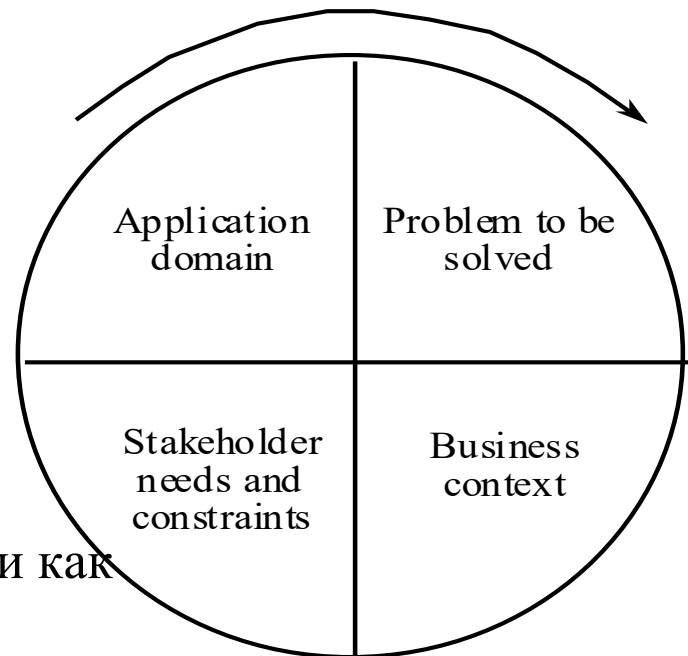 Application
domain
Problem to be
solved
Stakeholder
needs and
constraints
Business
context
и как